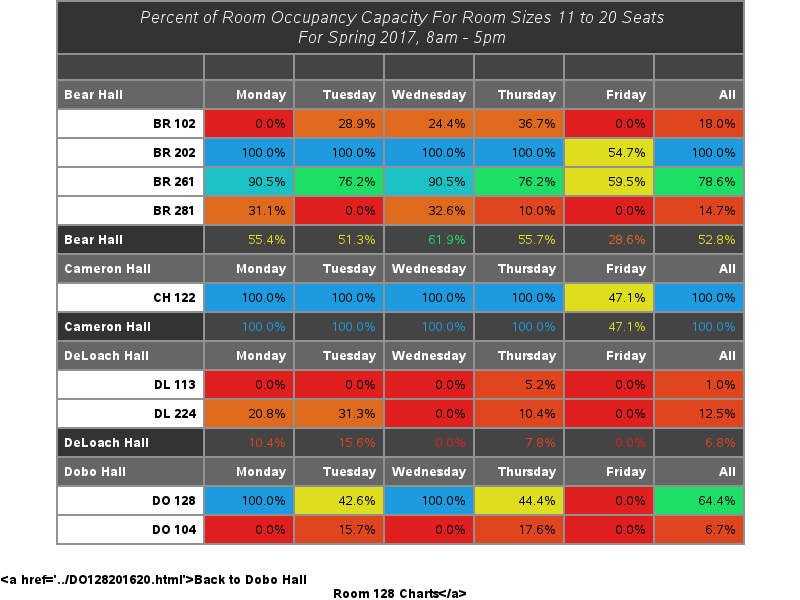 Percent of Room Occupancy Capacity For Room Sizes 11 to 20 Seats
For Spring 2017, 8am - 5pm
Bear Hall Monday Tuesday Wednesday Thursday Friday All
BR 102 0.0% 28.9% 24.4% 36.7% 0.0% 18.0%
BR 202 100.0% 100.0% 100.0% 100.0% 54.7% 100.0%
BR 261 90.5% 76.2% 90.5% 76.2% 59.5% 78.6%
BR 281 31.1% 0.0% 32.6% 10.0% 0.0% 14.7%
Bear Hall 55.4% 51.3% 61.9% 55.7% 28.6% 52.8%
Cameron Hall Monday Tuesday Wednesday Thursday Friday All
CH 122 100.0% 100.0% 100.0% 100.0% 47.1% 100.0%
Cameron Hall 100.0% 100.0% 100.0% 100.0% 47.1% 100.0%
DeLoach Hall Monday Tuesday Wednesday Thursday Friday All
DL 113 0.0% 0.0% 0.0% 5.2% 0.0% 1.0%
DL 224 20.8% 31.3% 0.0% 10.4% 0.0% 12.5%
DeLoach Hall 10.4% 15.6% 0.0% 7.8% 0.0% 6.8%
Dobo Hall Monday Tuesday Wednesday Thursday Friday All
DO 128 100.0% 42.6% 100.0% 44.4% 0.0% 64.4%
DO 104 0.0% 15.7% 0.0% 17.6% 0.0% 6.7%
<a href='../DO128201620.html'>Back to Dobo Hall
Room 128 Charts</a>